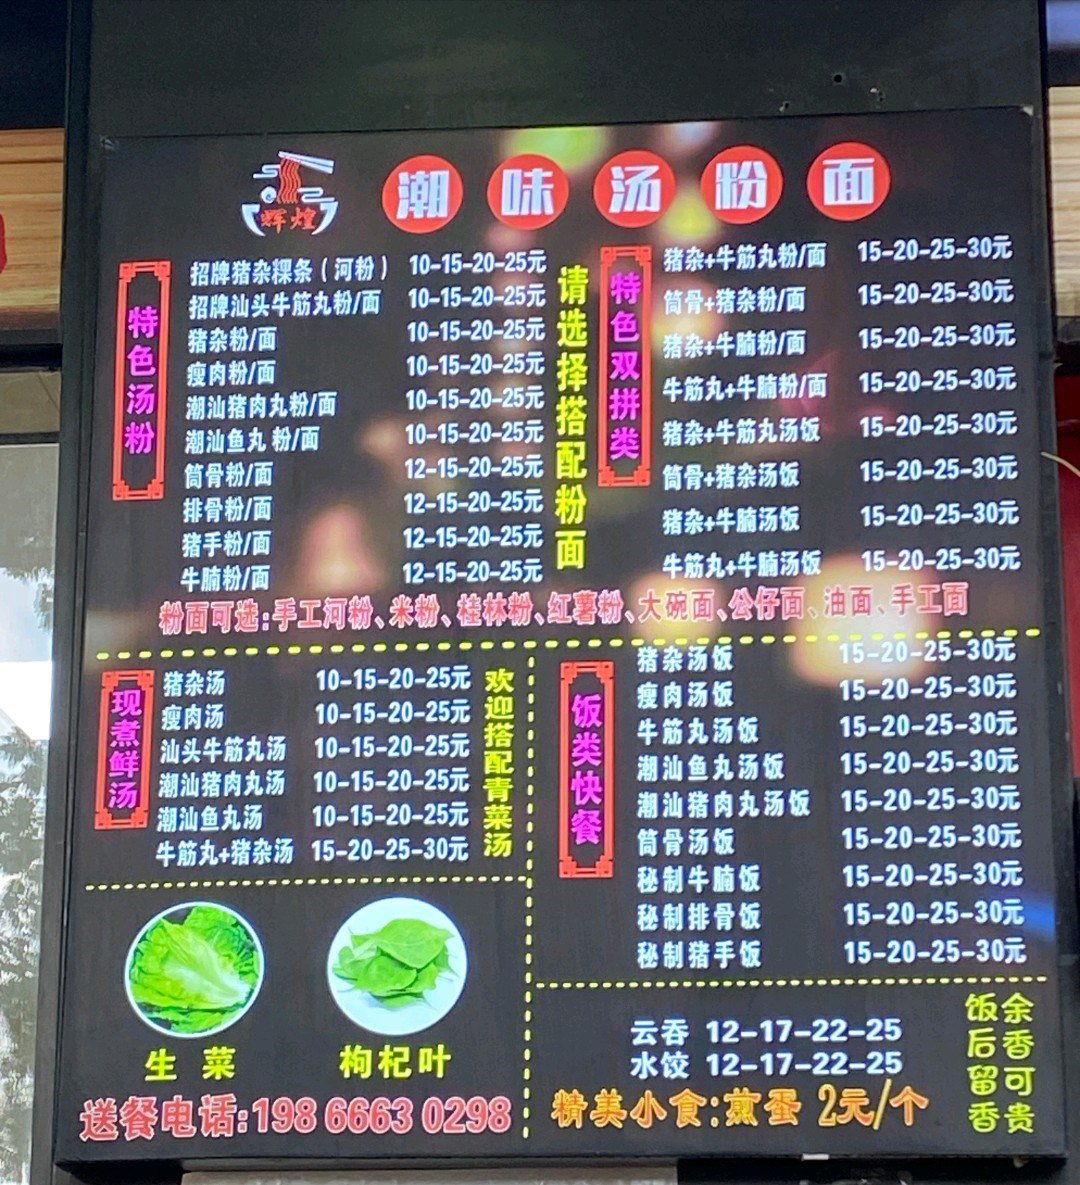 辉煌
潮味汤粉面
特色汤粉
招牌猪杂粿条（河粉） 10-15-20-25元
招牌汕头牛筋丸粉/面 10-15-20-25元
猪杂粉/面 10-15-20-25元
瘦肉粉/面 10-15-20-25元
潮汕猪肉丸粉/面 10-15-20-25元
潮汕鱼丸 粉/面 10-15-20-25元
筒骨粉/面 12-15-20-25元
排骨粉/面 12-15-20-25元
猪手粉/面 12-15-20-25元
牛腩粉/面 12-15-20-25元
请选择搭配粉面
特色双拼类
猪杂+牛筋丸粉/面 15-20-25-30元
筒骨+猪杂粉/面 15-20-25-30元
猪杂+牛腩粉/面 15-20-25-30元
牛筋丸+牛腩粉/面 15-20-25-30元
猪杂+牛筋丸汤饭 15-20-25-30元
筒骨+猪杂汤饭 15-20-25-30元
猪杂+牛腩汤饭 15-20-25-30元
牛筋丸+牛腩汤饭 15-20-25-30元
粉面可选:手工河粉、米粉、桂林粉、红薯粉、大碗面、公仔面、油面、手工面
现煮鲜汤
猪杂汤 10-15-20-25元
瘦肉汤 10-15-20-25元
汕头牛筋丸汤 10-15-20-25元
潮汕猪肉丸汤 10-15-20-25元
潮汕鱼丸汤 10-15-20-25元
牛筋丸+猪杂汤 15-20-25-30元
欢迎搭配青菜汤
饭类快餐
猪杂汤饭 15-20-25-30元
瘦肉汤饭 15-20-25-30元
牛筋丸汤饭 15-20-25-30元
潮汕鱼丸汤饭 15-20-25-30元
潮汕猪肉丸汤饭 15-20-25-30元
筒骨汤饭 15-20-25-30元
秘制牛腩饭 15-20-25-30元
秘制排骨饭 15-20-25-30元
秘制猪手饭 15-20-25-30元
生菜
枸杞叶
送餐电话:198 6663 0298
云吞 12-17-22-25
水饺 12-17-22-25
精美小食:煎蛋 2元/个
饭后留香
余香可贵